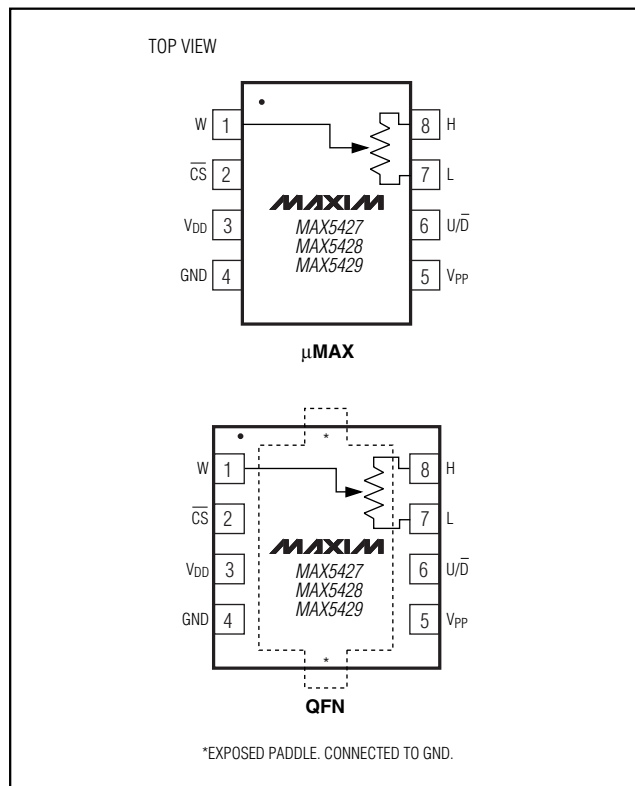 TOP VIEW
W 1
8 H
C̅S̅ 2
7 L
MAXIM
VDD 3
MAX5427
6 U/D̅
MAX5428
GND 4
MAX5429
5 VPP
µMAX
*
W 1
8 H
C̅S̅ 2
7 L
MAXIM
VDD 3
MAX5427
6 U/D̅
MAX5428
GND 4
MAX5429
5 VPP
*
QFN
*EXPOSED PADDLE. CONNECTED TO GND.